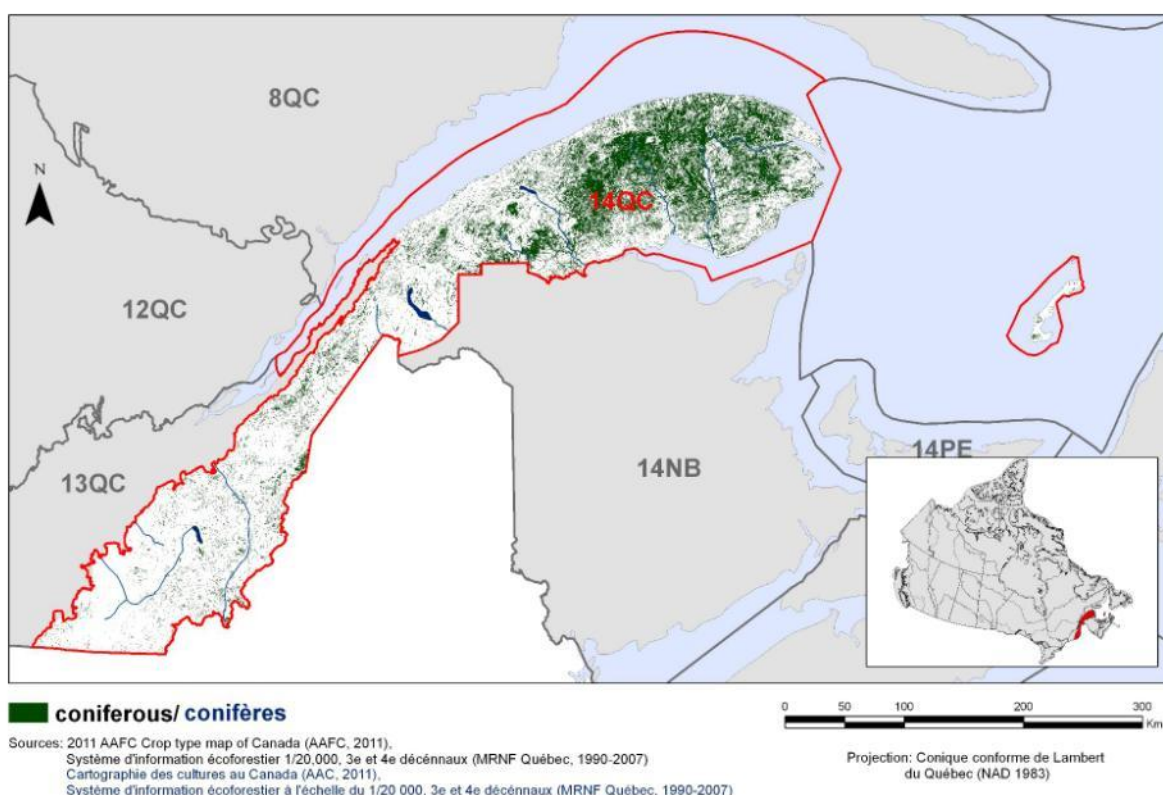 8QC
N
14QC
12QC
13QC
14NB
14PE
coniferous/ conifères
0 50 100 200 300
Km
Sources: 2011 AAFC Crop type map of Canada (AAFC, 2011),
Système d'information écoforestier 1/20,000, 3e et 4e décénnaux (MRNF Québec, 1990-2007)
Cartographie des cultures au Canada (AAC, 2011),
Système d'information écoforestier à l'échelle du 1/20 000, 3e et 4e décénnaux (MRNF Québec, 1990-2007)
Projection: Conique conforme de Lambert
du Québec (NAD 1983)